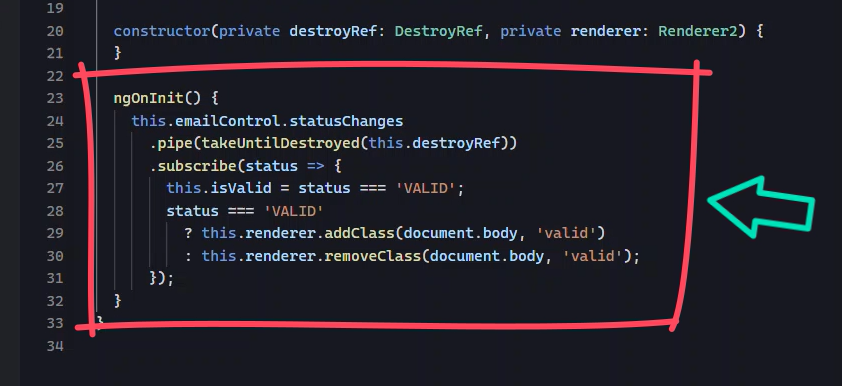 19
20 constructor(private destroyRef: DestroyRef, private renderer: Renderer2) {
21 }
22
23 ngOnInit() {
24 this.emailControl.statusChanges
25 .pipe(takeUntilDestroyed(this.destroyRef))
26 .subscribe(status => {
27 this.isValid = status === 'VALID';
28 status === 'VALID'
29 ? this.renderer.addClass(document.body, 'valid')
30 : this.renderer.removeClass(document.body, 'valid');
31 });
32 }
33 }
34